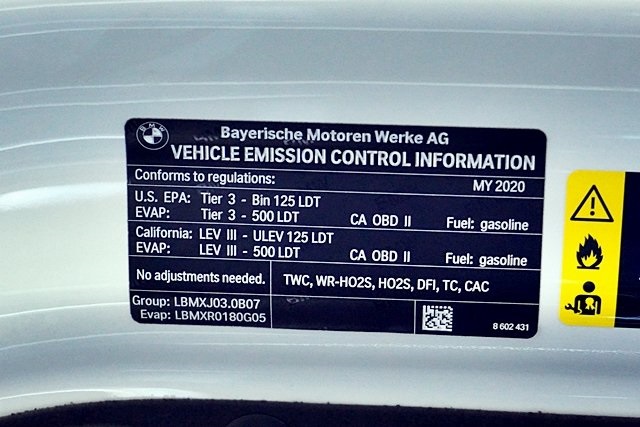 BMW
Bayerische Motoren Werke AG
VEHICLE EMISSION CONTROL INFORMATION
Conforms to regulations: MY 2020
U.S. EPA: Tier 3 - Bin 125 LDT
EVAP: Tier 3 - 500 LDT CA OBD II Fuel: gasoline
California: LEV III - ULEV 125 LDT
EVAP: LEV III - 500 LDT CA OBD II Fuel: gasoline
No adjustments needed. TWC, WR-HO2S, HO2S, DFI, TC, CAC
Group: LBMXJ03.0B07
Evap: LBMXR0180G05
8 602 431